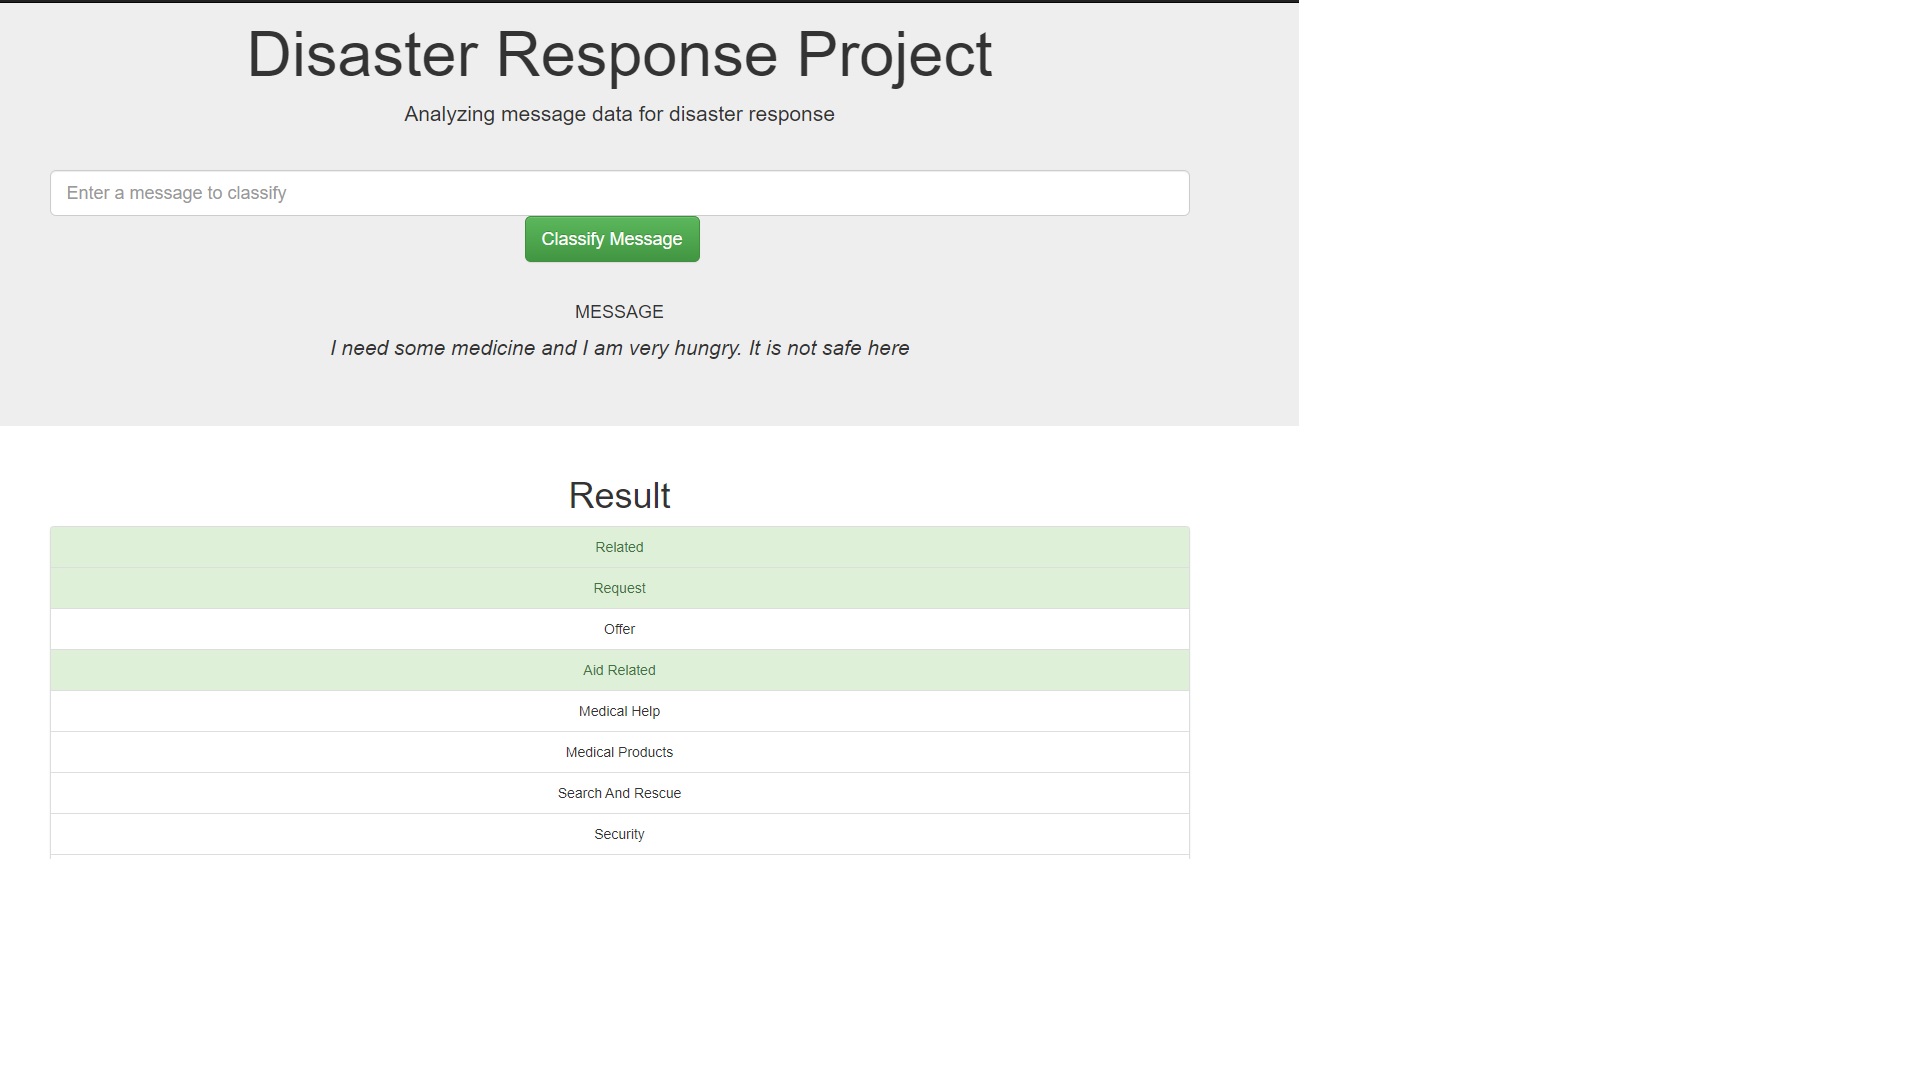 Disaster Response Project
Analyzing message data for disaster response
Enter a message to classify
Classify Message
MESSAGE
I need some medicine and I am very hungry. It is not safe here
Result
Related
Request
Offer
Aid Related
Medical Help
Medical Products
Search And Rescue
Security